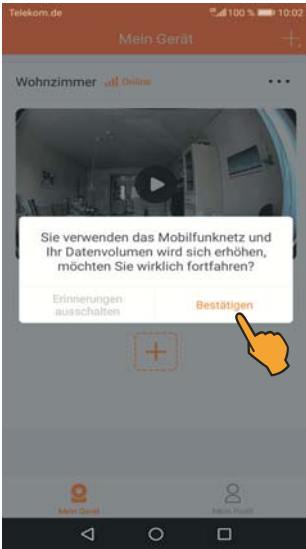 Telekom.de 100 % 10:02
Mein Gerät
Wohnzimmer Online
Sie verwenden das Mobilfunknetz und
Ihr Datenvolumen wird sich erhöhen,
möchten Sie wirklich fortfahren?
Erinnerungen
ausschalten
Bestätigen
Mein Gerät Mein Profil